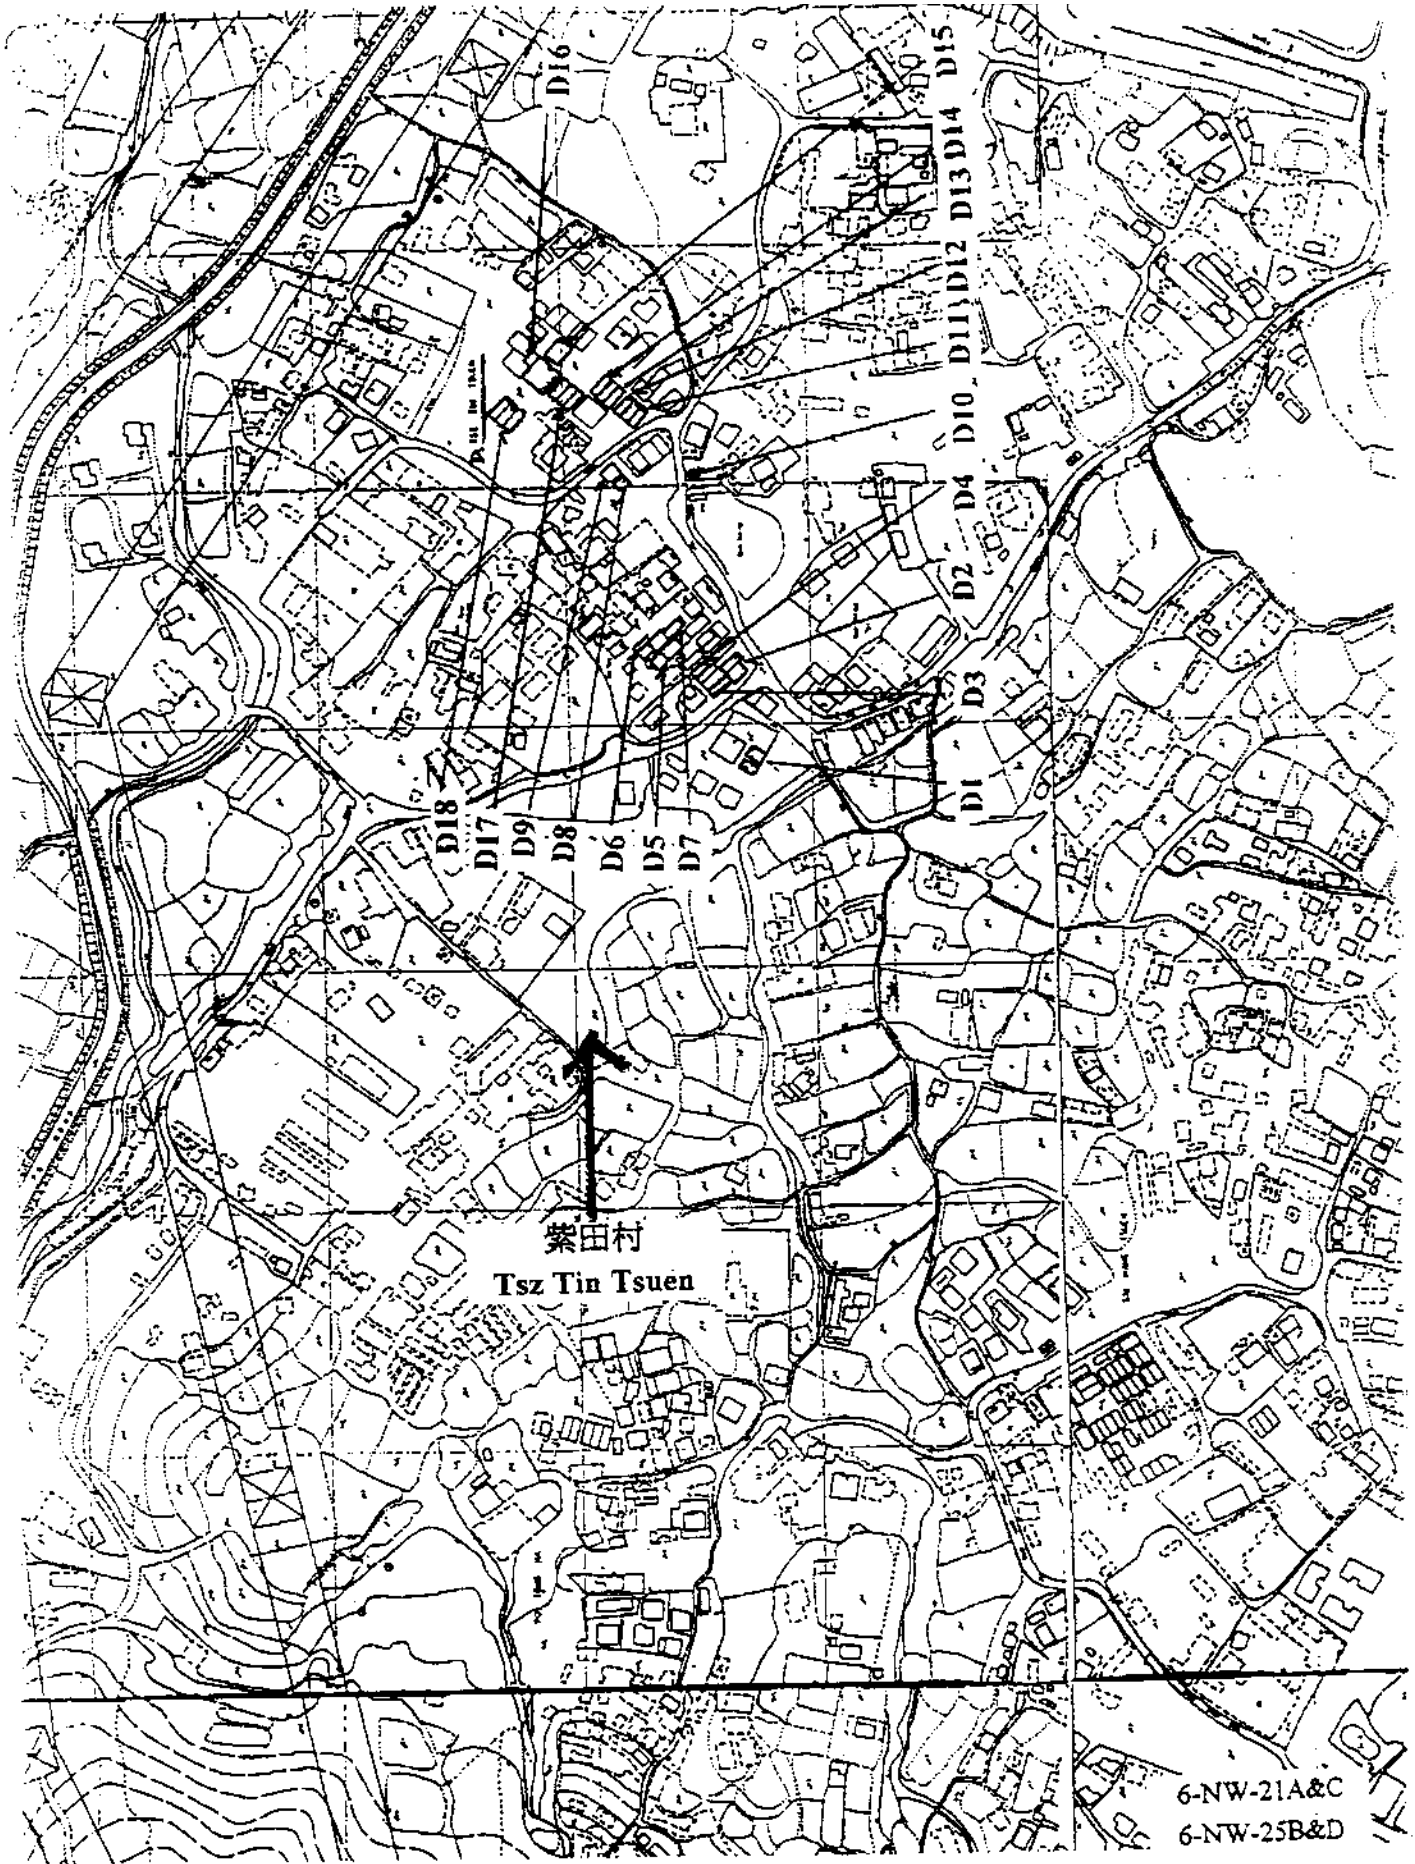 D16
D15
D14
D13
D12
D11
D10
D4
D2
D3
D1
D18
D17
D9
D8
D6
D5
D7
紫田村
Tsz Tin Tsuen
6-NW-21A&C
6-NW-25B&D